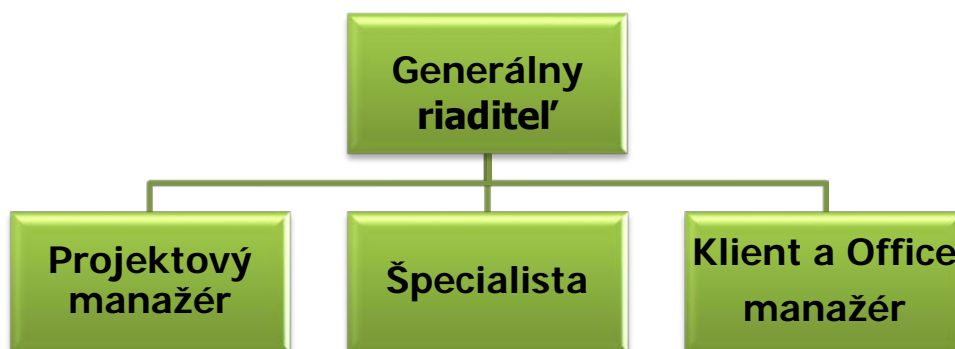 Generálny
riaditeľ
Projektový
manažér
Špecialista
Klient a Office
manažér